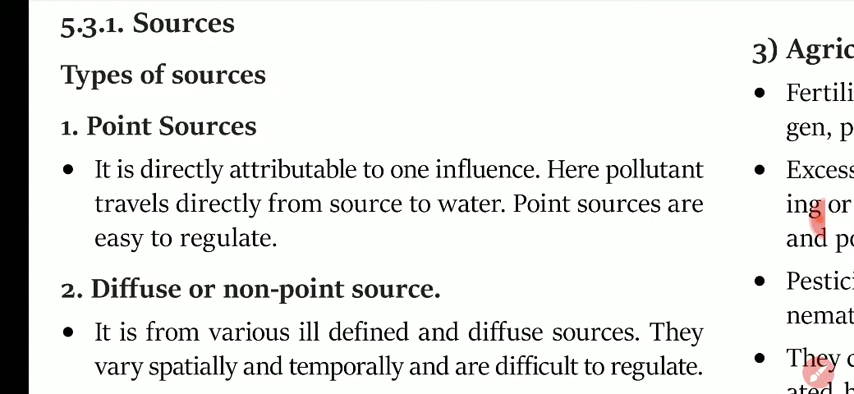 5.3.1. Sources
Types of sources
1. Point Sources
• It is directly attributable to one influence. Here pollutant
travels directly from source to water. Point sources are
easy to regulate.
2. Diffuse or non-point source.
• It is from various ill defined and diffuse sources. They
vary spatially and temporally and are difficult to regulate.
3) Agric
• Fertili
gen, p
• Excess
ing or
and po
• Pestici
nemat
• They c
ated b